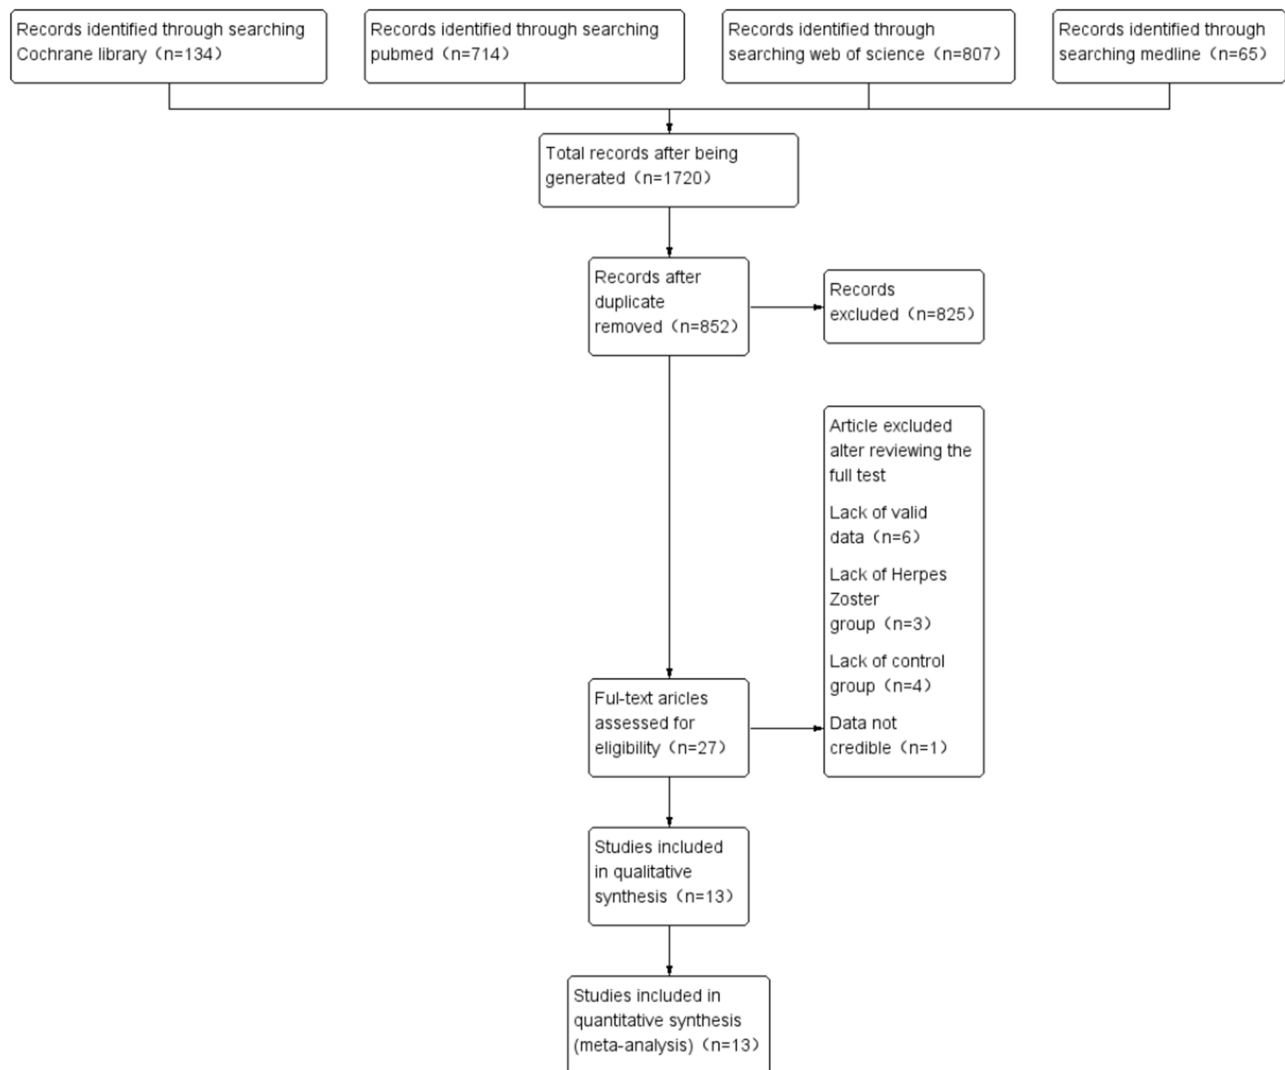 Records identified through searching
Cochrane library（n=134）
Records identified through searching
pubmed（n=714）
Records identified through
searching web of science（n=807）
Records identified through
searching medline（n=65）
Total records after being
generated（n=1720）
Records after
duplicate
removed（n=852）
Records
excluded（n=825）
Article excluded
alter reviewing the
full test
Lack of valid
data（n=6）
Lack of Herpes
Zoster
group（n=3）
Lack of control
group（n=4）
Data not
credible（n=1）
Ful-text aricles
assessed for
eligibility（n=27）
Studies included
in qualitative
synthesis（n=13）
Studies included in
quantitative synthesis
(meta-analysis)（n=13）